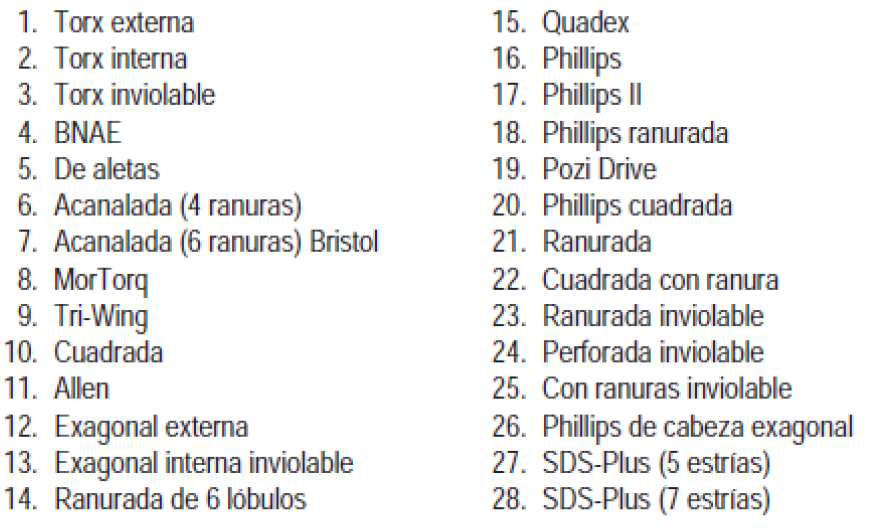 1. Torx externa
2. Torx interna
3. Torx inviolable
4. BNAE
5. De aletas
6. Acanalada (4 ranuras)
7. Acanalada (6 ranuras) Bristol
8. MorTorq
9. Tri-Wing
10. Cuadrada
11. Allen
12. Exagonal externa
13. Exagonal interna inviolable
14. Ranurada de 6 lóbulos
15. Quadex
16. Phillips
17. Phillips II
18. Phillips ranurada
19. Pozi Drive
20. Phillips cuadrada
21. Ranurada
22. Cuadrada con ranura
23. Ranurada inviolable
24. Perforada inviolable
25. Con ranuras inviolable
26. Phillips de cabeza exagonal
27. SDS-Plus (5 estrías)
28. SDS-Plus (7 estrías)